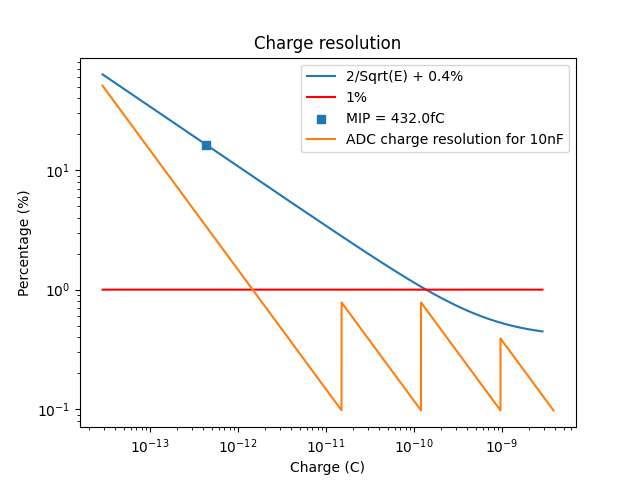 Charge resolution
2/Sqrt(E) + 0.4%
1%
MIP = 432.0fC
ADC charge resolution for 10nF
Percentage (%)
10¹
10⁰
10⁻¹
10⁻¹³ 10⁻¹² 10⁻¹¹ 10⁻¹⁰ 10⁻⁹
Charge (C)